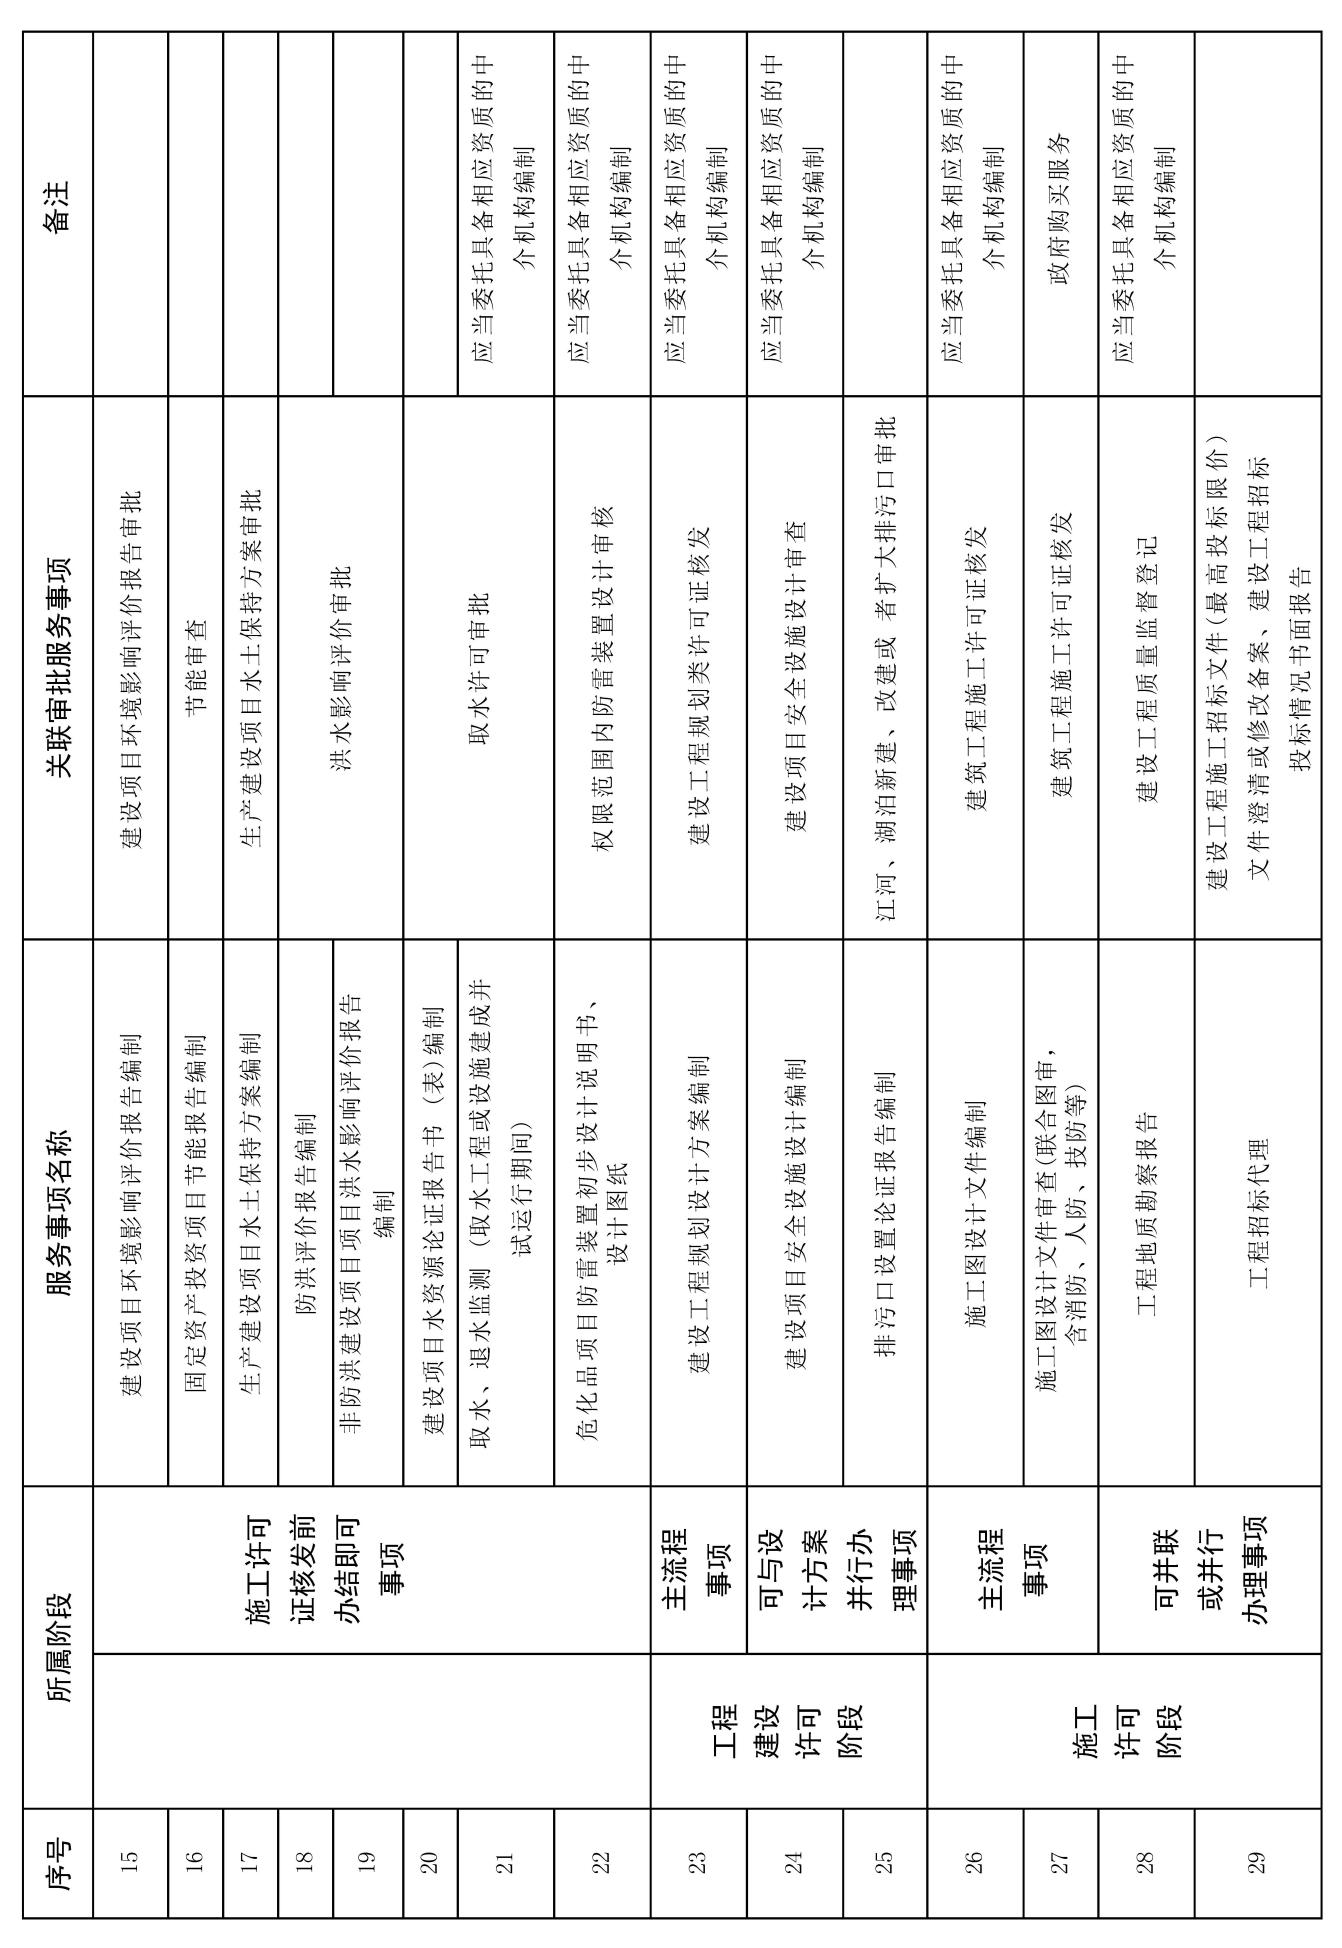 序号
所属阶段
服务事项名称
关联审批服务事项
备注
施工许可
证核发前
办结即可
事项
15
建设项目环境影响评价报告编制
建设项目环境影响评价报告审批
16
固定资产投资项目节能报告编制
节能审查
17
生产建设项目水土保持方案编制
生产建设项目水土保持方案审批
18
防洪评价报告编制
洪水影响评价审批
19
非防洪建设项目项目洪水影响评价报告
编制
20
建设项目水资源论证报告书（表)编制
取水许可审批
21
取水、退水监测（取水工程或设施建成并
试运行期间）
应当委托具备相应资质的中
介机构编制
22
危化品项目防雷装置初步设计说明书、
设计图纸
权限范围内防雷装置设计审核
应当委托具备相应资质的中
介机构编制
工程
建设
许可
阶段
主流程
事项
23
建设工程规划设计方案编制
建设工程规划类许可证核发
应当委托具备相应资质的中
介机构编制
可与设
计方案
并行办
理事项
24
建设项目安全设施设计编制
建设项目安全设施设计审查
应当委托具备相应资质的中
介机构编制
25
排污口设置论证报告编制
江河、湖泊新建、改建或 者扩大排污口审批
施工
许可
阶段
主流程
事项
26
施工图设计文件编制
建筑工程施工许可证核发
应当委托具备相应资质的中
介机构编制
27
施工图设计文件审查(联合图审，
含消防、人防、技防等)
建筑工程施工许可证核发
政府购买服务
可并联
或并行
办理事项
28
工程地质勘察报告
建设工程质量监督登记
应当委托具备相应资质的中
介机构编制
29
工程招标代理
建设工程施工招标文件(最高投标限价)
文件澄清或修改备案、建设工程招标
投标情况书面报告